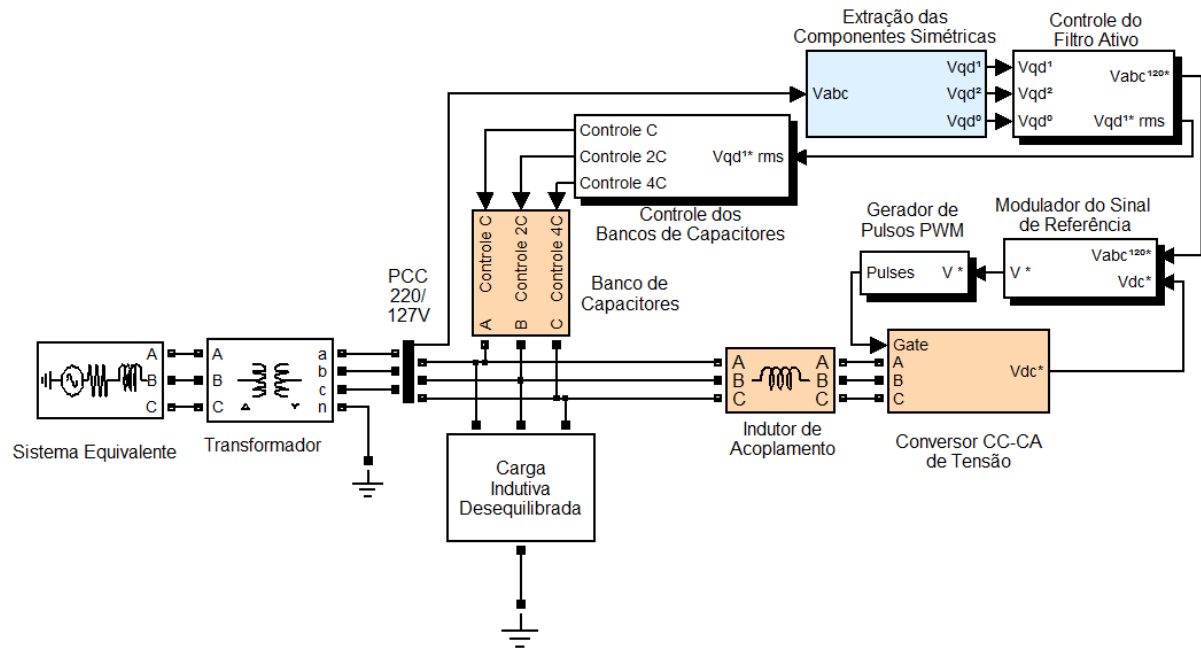 Extração das
Componentes Simétricas
Controle do
Filtro Ativo
Vabc
Vqd¹
Vqd²
Vqd⁰
Vqd¹
Vqd²
Vqd⁰
Vabc¹²⁰*
Vqd¹* rms
Controle C
Controle 2C
Controle 4C
Vqd¹* rms
Controle dos
Bancos de Capacitores
Gerador de
Pulsos PWM
Modulador do Sinal
de Referência
Pulses
V *
V *
Vabc¹²⁰*
Vdc*
Controle C
Controle 2C
Controle 4C
A
B
C
Banco de
Capacitores
PCC
220/
127V
A
B
C
A
B
C
a
b
c
n
Sistema Equivalente
Transformador
Carga
Indutiva
Desequilibrada
A
B
C
A
B
C
Indutor de
Acoplamento
Gate
A
B
C
Vdc*
Conversor CC-CA
de Tensão